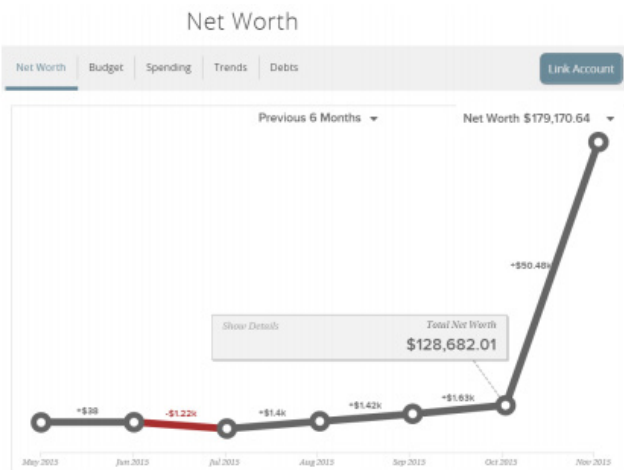 Net Worth
Net Worth Budget Spending Trends Debts Link Account
Previous 6 Months Net Worth $179,170.64
+$50.48k
Show Details Total Net Worth
$128,682.01
+$38 -$1.22k +$1.4k +$1.42k +$1.63k
May 2015 Jun 2015 Jul 2015 Aug 2015 Sep 2015 Oct 2015 Nov 2015